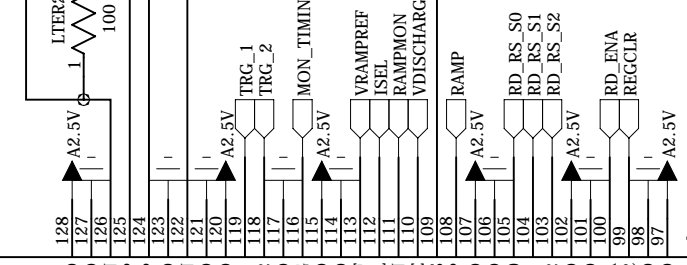 LTER2
100
1
A2.5V
A2.5V
TRG_1
TRG_2
MON_TIMIN
A2.5V
VRAMPREF
ISEL
RAMPMON
VDISCHARG
RAMP
A2.5V
RD_RS_S0
RD_RS_S1
RD_RS_S2
A2.5V
RD_ENA
REGCLR
A2.5V
128
127
126
125
124
123
122
121
120
119
118
117
116
115
114
113
112
111
110
109
108
107
106
105
104
103
102
101
100
99
98
97